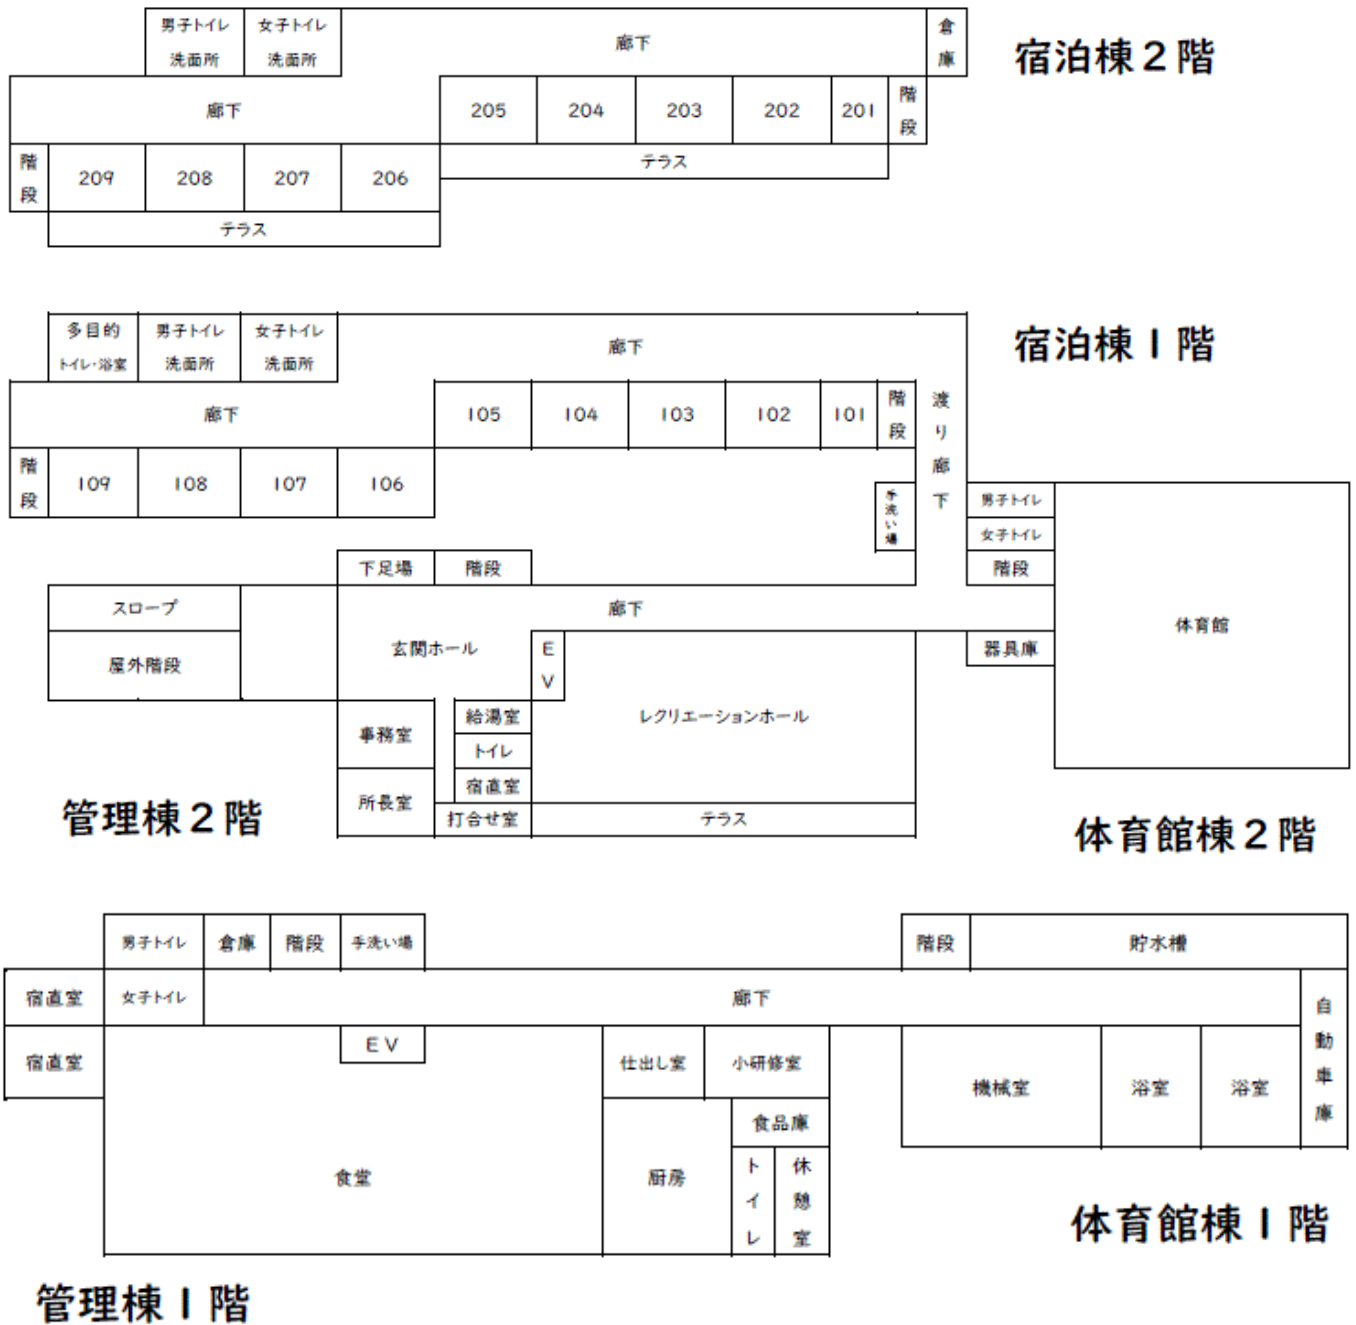 男子トイレ
洗面所
女子トイレ
洗面所
廊下
倉庫
宿泊棟2階
廊下
205
204
203
202
201
階段
テラス
階段
209
208
207
206
テラス
多目的
トイレ・浴室
男子トイレ
洗面所
女子トイレ
洗面所
廊下
宿泊棟1階
廊下
105
104
103
102
101
階段
渡り廊下
階段
109
108
107
106
手洗い場
男子トイレ
女子トイレ
階段
下足場
階段
スロープ
屋外階段
廊下
玄関ホール
EV
器具庫
体育館
レクリエーションホール
事務室
給湯室
トイレ
宿直室
所長室
打合せ室
テラス
管理棟2階
体育館棟2階
男子トイレ
倉庫
階段
手洗い場
階段
貯水槽
宿直室
女子トイレ
廊下
自動車庫
宿直室
EV
仕出し室
小研修室
機械室
浴室
浴室
食品庫
食堂
厨房
トイレ
休憩室
体育館棟1階
管理棟1階